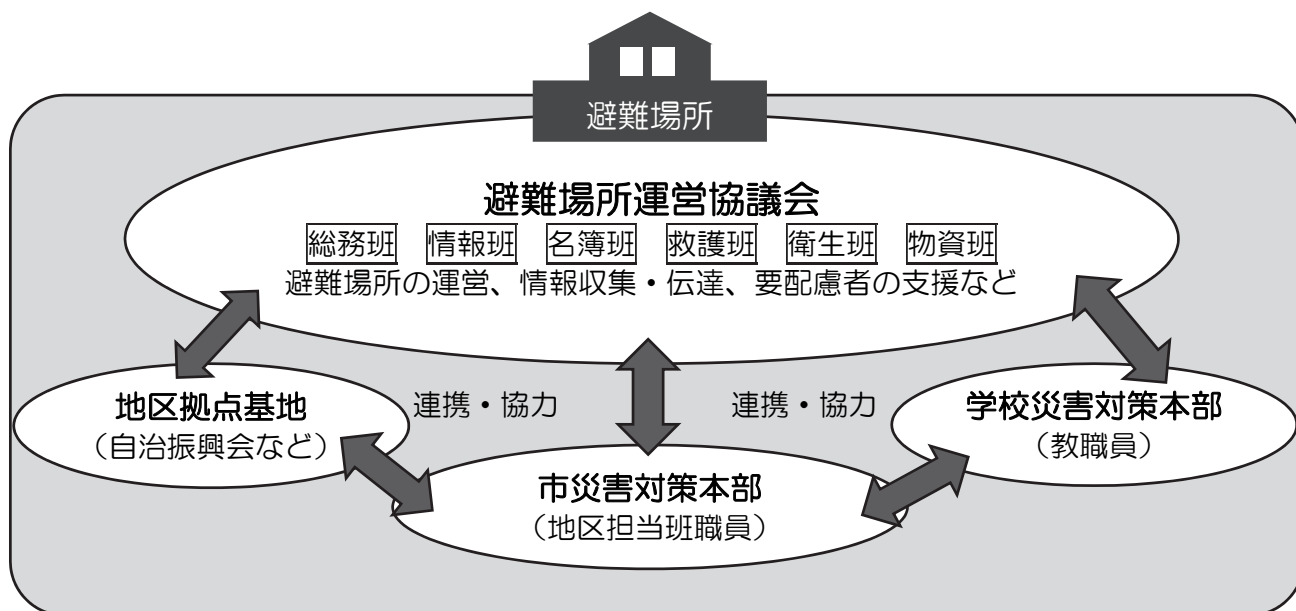 避難場所
避難場所運営協議会
総務班 情報班 名簿班 救護班 衛生班 物資班
避難場所の運営、情報収集・伝達、要配慮者の支援など
地区拠点基地
（自治振興会など）
連携・協力
連携・協力
学校災害対策本部
（教職員）
市災害対策本部
（地区担当班職員）